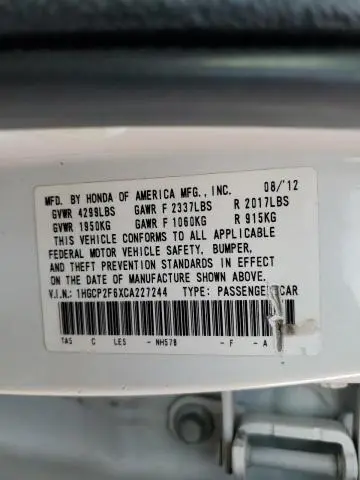 MFD. BY HONDA OF AMERICA MFG., INC. 08/'12
GVWR 4299LBS GAWR F 2337LBS R 2017LBS
GVWR 1950KG GAWR F 1060KG R 915KG
THIS VEHICLE CONFORMS TO ALL APPLICABLE
FEDERAL MOTOR VEHICLE SAFETY, BUMPER,
AND THEFT PREVENTION STANDARDS IN EFFECT
ON THE DATE OF MANUFACTURE SHOWN ABOVE.
V.I.N.: 1HGCP2F6XCA227244 TYPE: PASSENGER CAR
TA5 C LES - NH578 - F - A